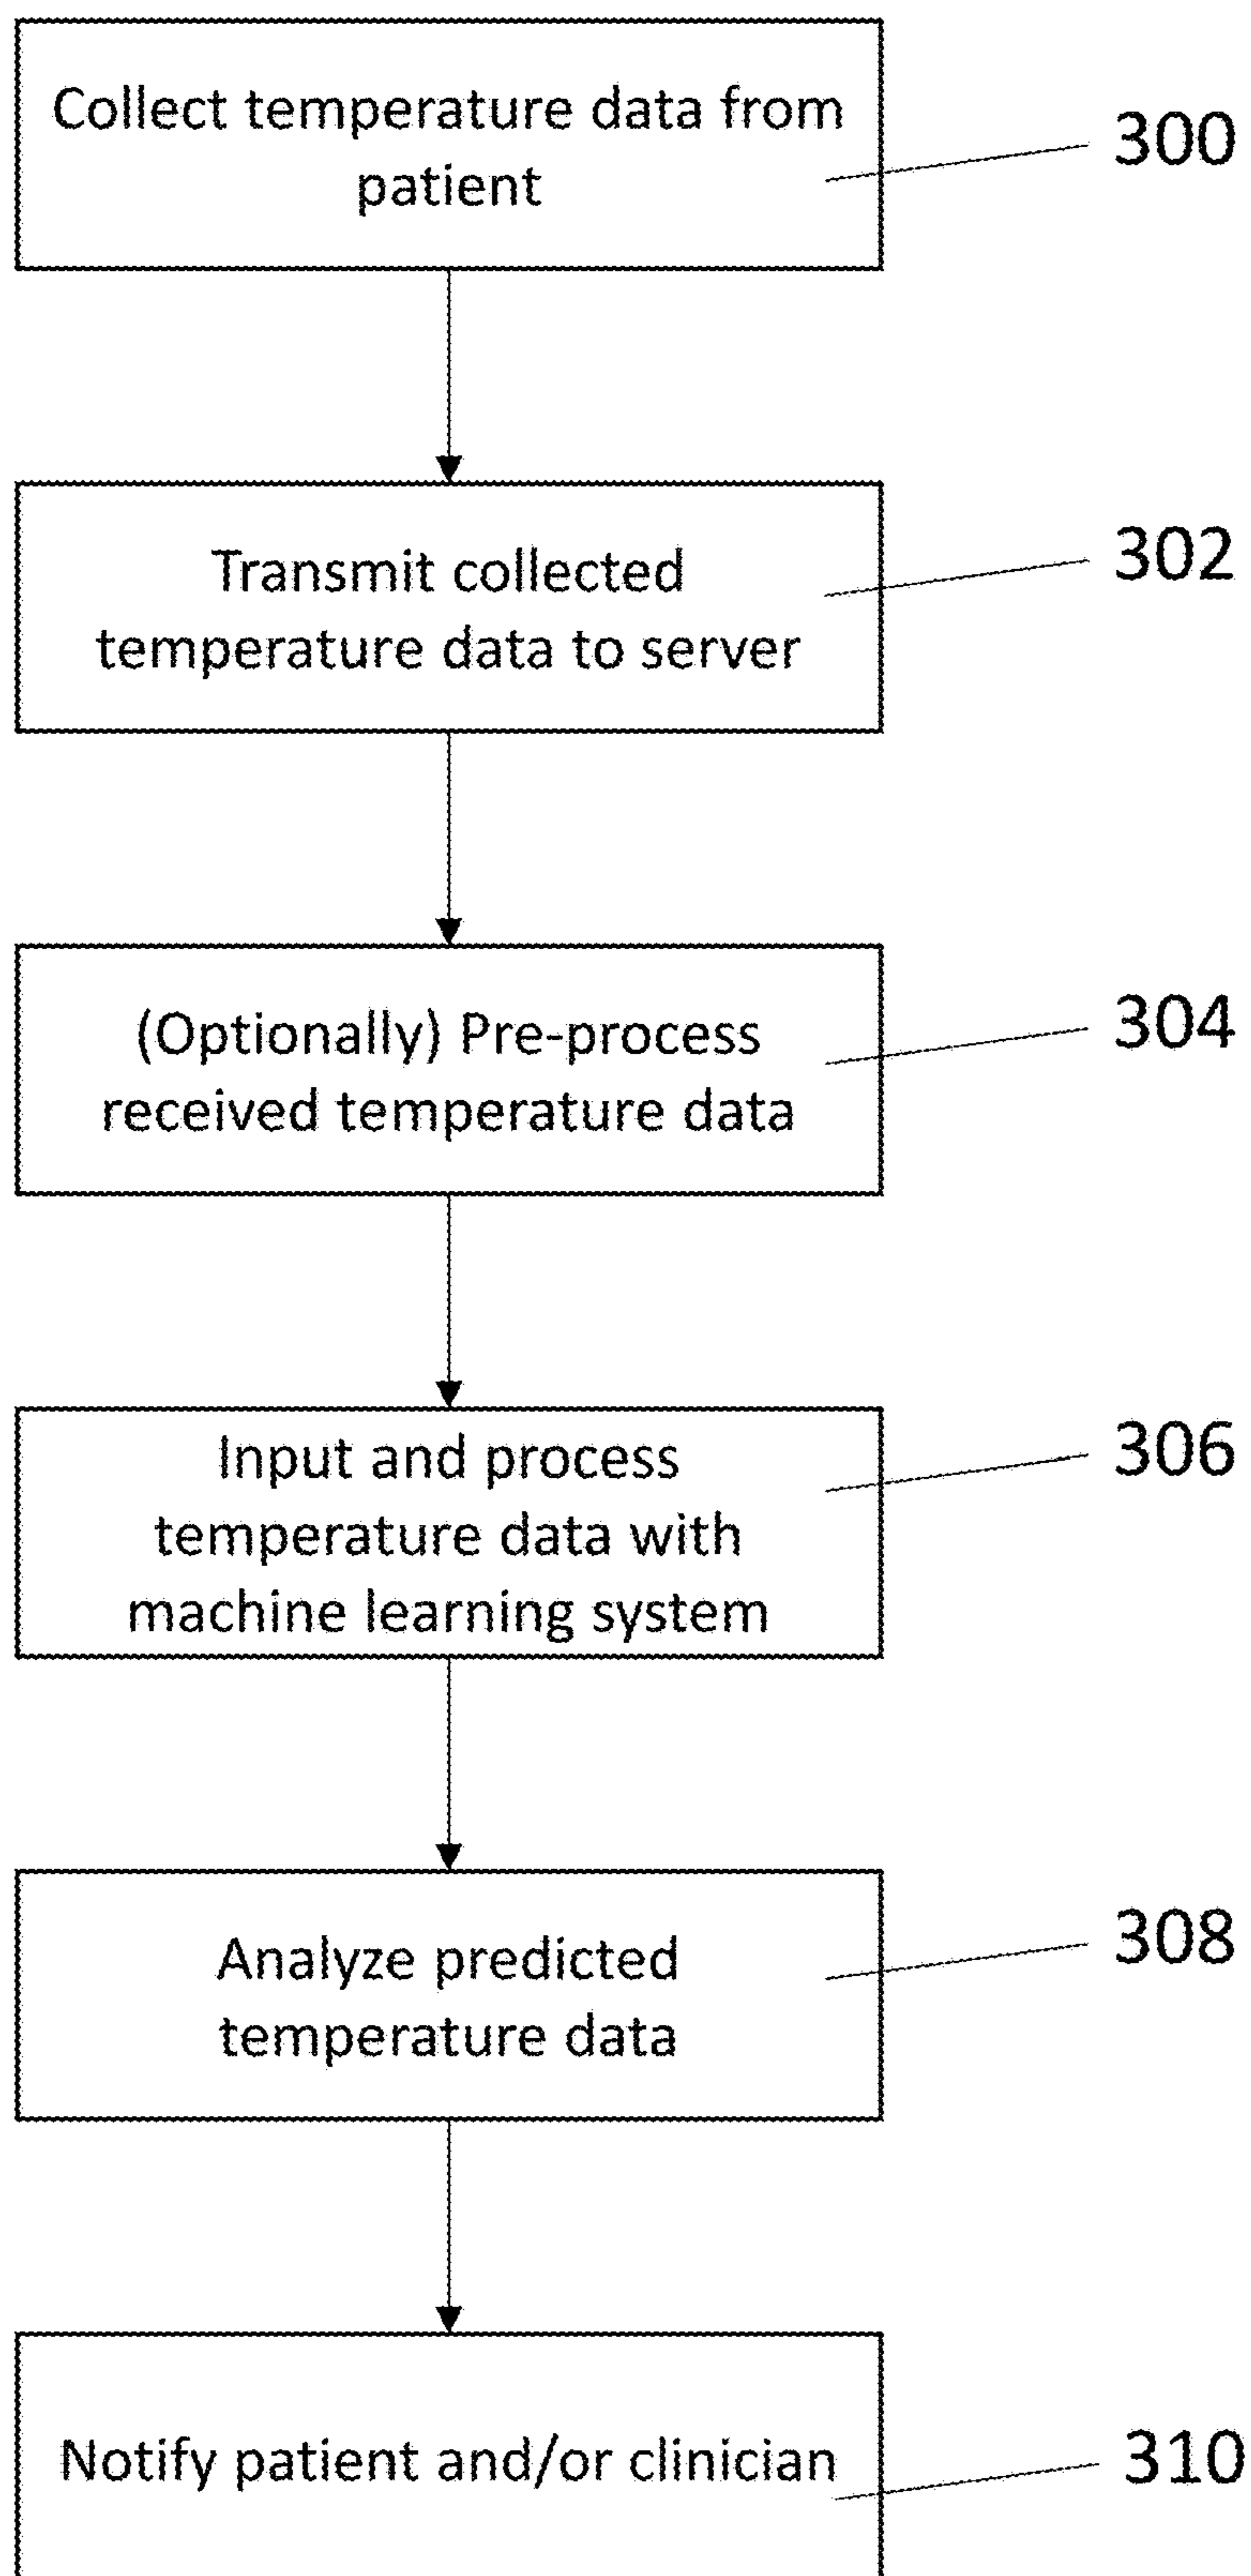 Collect temperature data from
patient
300
Transmit collected
temperature data to server
302
(Optionally) Pre-process
received temperature data
304
Input and process
temperature data with
machine learning system
306
Analyze predicted
temperature data
308
Notify patient and/or clinician
310